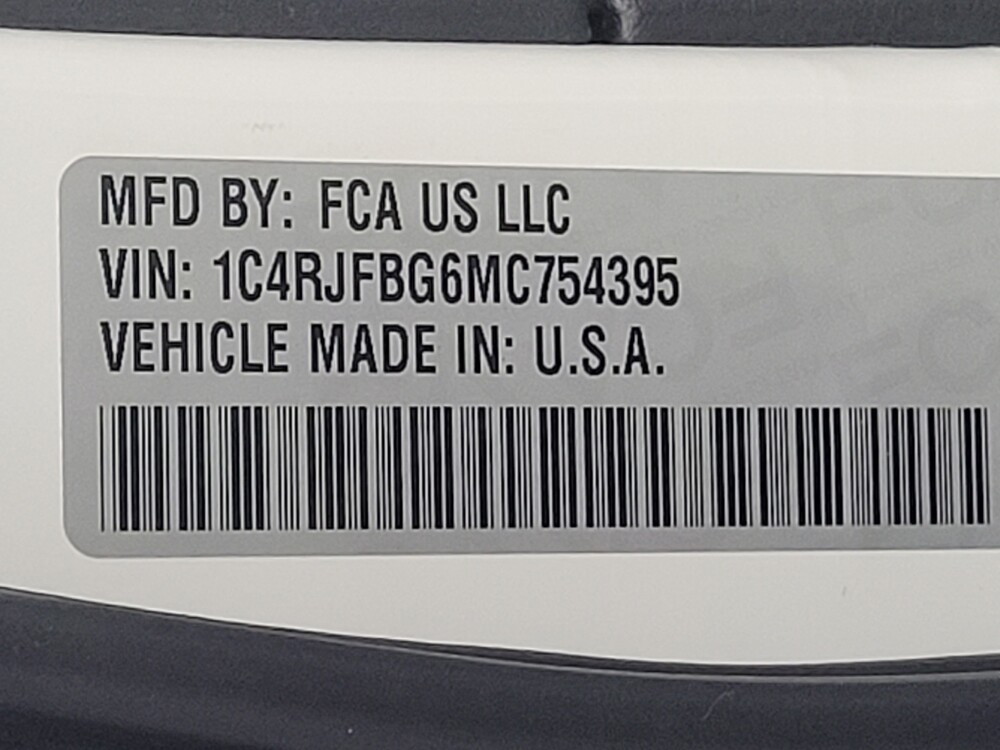 MFD BY: FCA US LLC
VIN: 1C4RJFBG6MC754395
VEHICLE MADE IN: U.S.A.